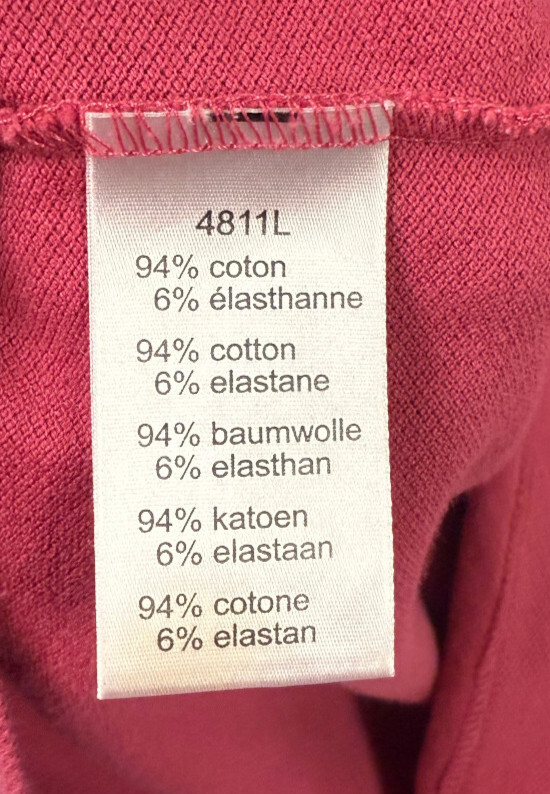 4811L
94% coton
6% élasthanne
94% cotton
6% elastane
94% baumwolle
6% elasthan
94% katoen
6% elastaan
94% cotone
6% elastan